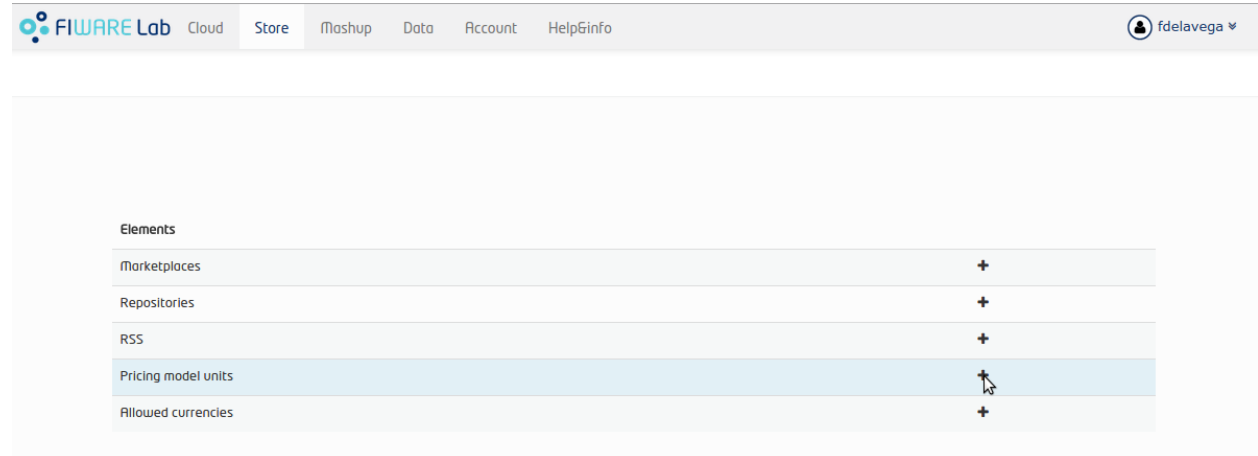 FIWARE Lab Cloud Store Mashup Data Account Help&info fdelavega
Elements
Marketplaces
Repositories
RSS
Pricing model units
Allowed currencies